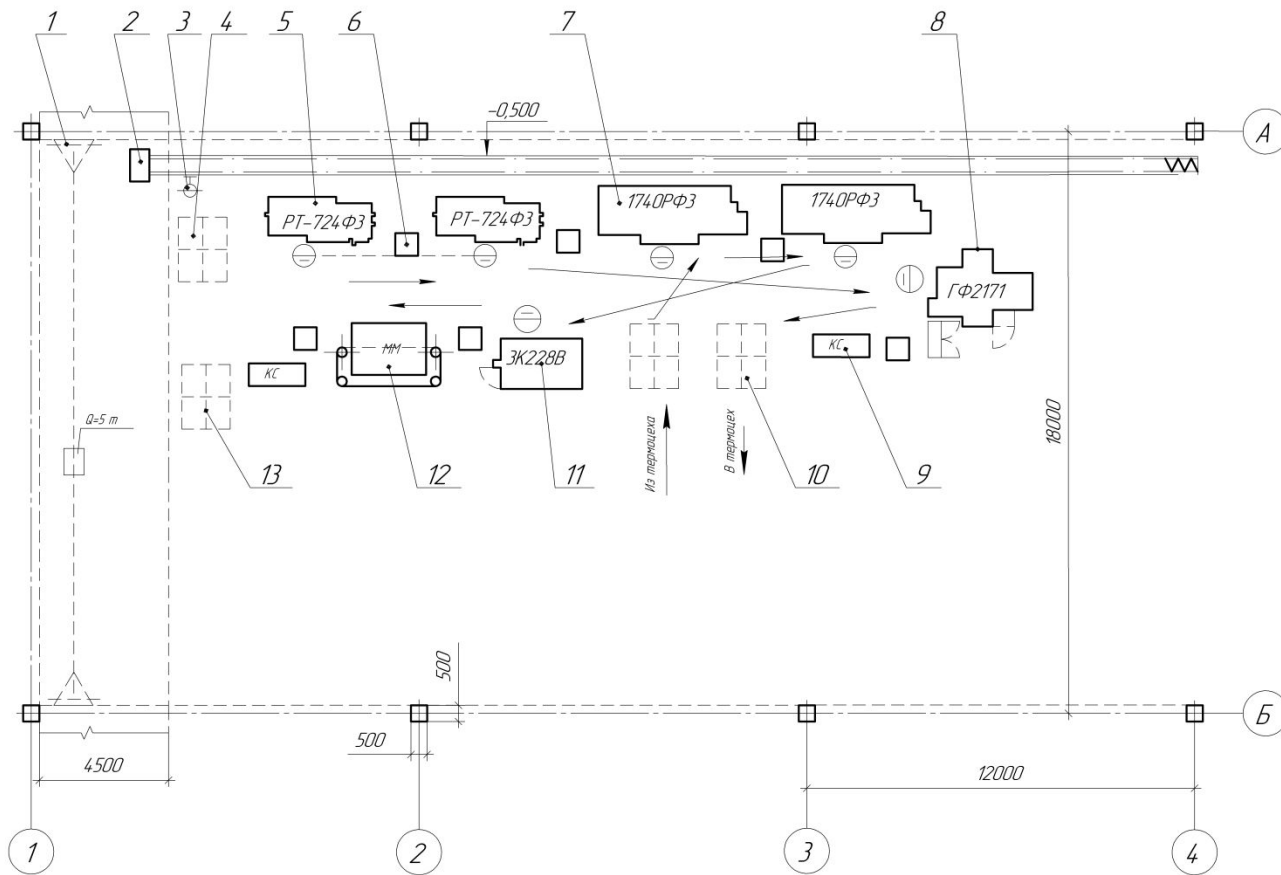 1
2
3
4
5
6
7
8
-0,500
А
РТ-724Ф3
РТ-724Ф3
1740РФ3
1740РФ3
ГФ2171
ММ
КС
3К228В
КС
Q=5 т
13
12
11
Из термоцеха
В термоцех
10
9
18000
500
500
4500
12000
Б
1
2
3
4